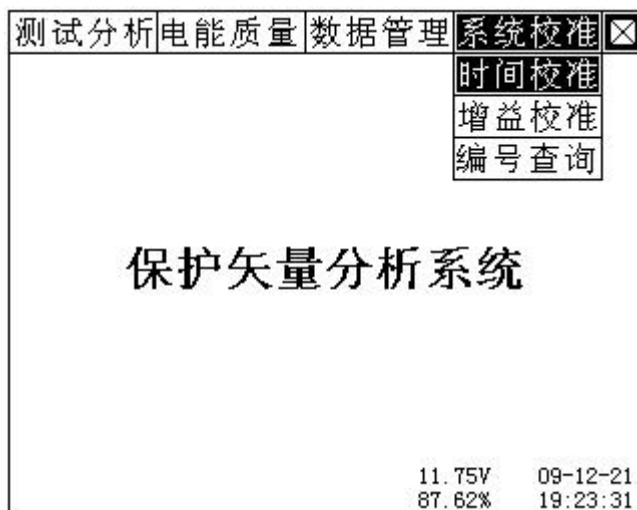 测试分析 电能质量 数据管理 系统校准
时间校准
增益校准
编号查询
保护矢量分析系统
11.75V 09-12-21
87.62% 19:23:31